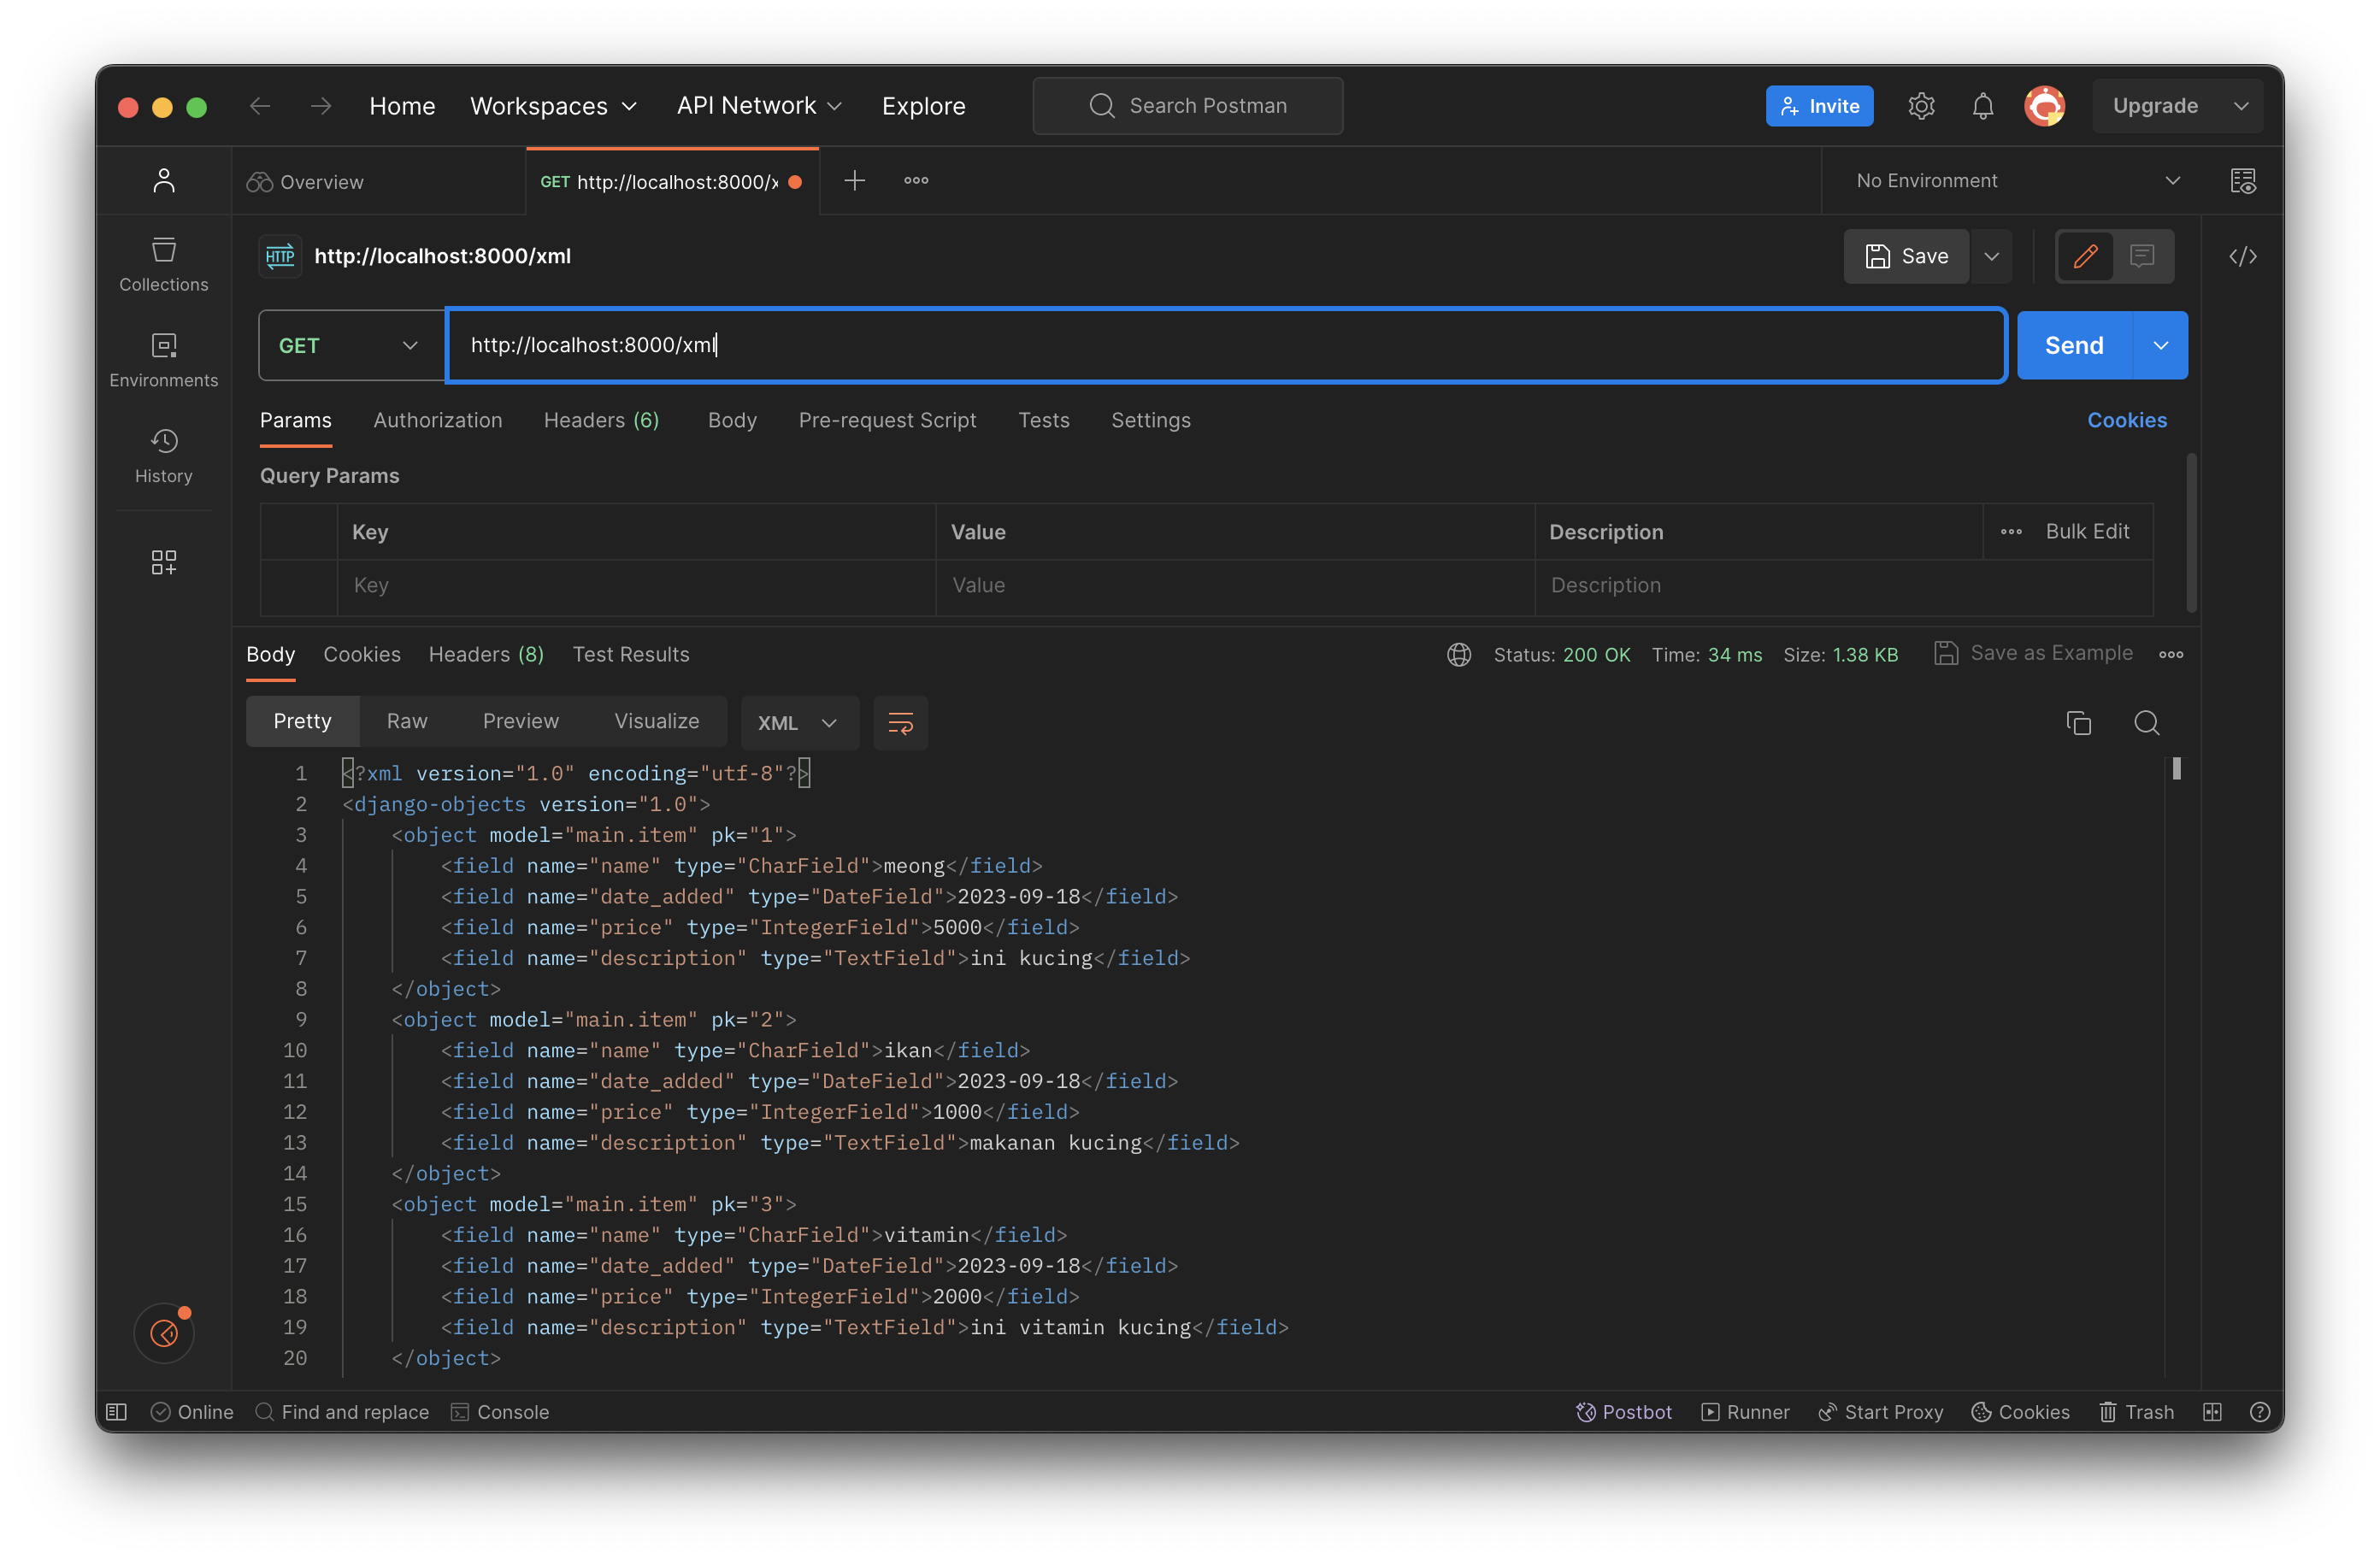 Home Workspaces API Network Explore Search Postman Invite Upgrade
Overview GET http://localhost:8000/x No Environment
HTTP http://localhost:8000/xml Save
Collections
GET http://localhost:8000/xml Send
Environments
Params Authorization Headers (6) Body Pre-request Script Tests Settings Cookies
History
Query Params
Key Value Description Bulk Edit
Key Value Description
Body Cookies Headers (8) Test Results Status: 200 OK Time: 34 ms Size: 1.38 KB Save as Example
Pretty Raw Preview Visualize XML
1 <?xml version="1.0" encoding="utf-8"?>
2 <django-objects version="1.0">
3 <object model="main.item" pk="1">
4 <field name="name" type="CharField">meong</field>
5 <field name="date_added" type="DateField">2023-09-18</field>
6 <field name="price" type="IntegerField">5000</field>
7 <field name="description" type="TextField">ini kucing</field>
8 </object>
9 <object model="main.item" pk="2">
10 <field name="name" type="CharField">ikan</field>
11 <field name="date_added" type="DateField">2023-09-18</field>
12 <field name="price" type="IntegerField">1000</field>
13 <field name="description" type="TextField">makanan kucing</field>
14 </object>
15 <object model="main.item" pk="3">
16 <field name="name" type="CharField">vitamin</field>
17 <field name="date_added" type="DateField">2023-09-18</field>
18 <field name="price" type="IntegerField">2000</field>
19 <field name="description" type="TextField">ini vitamin kucing</field>
20 </object>
Online Find and replace Console Postbot Runner Start Proxy Cookies Trash